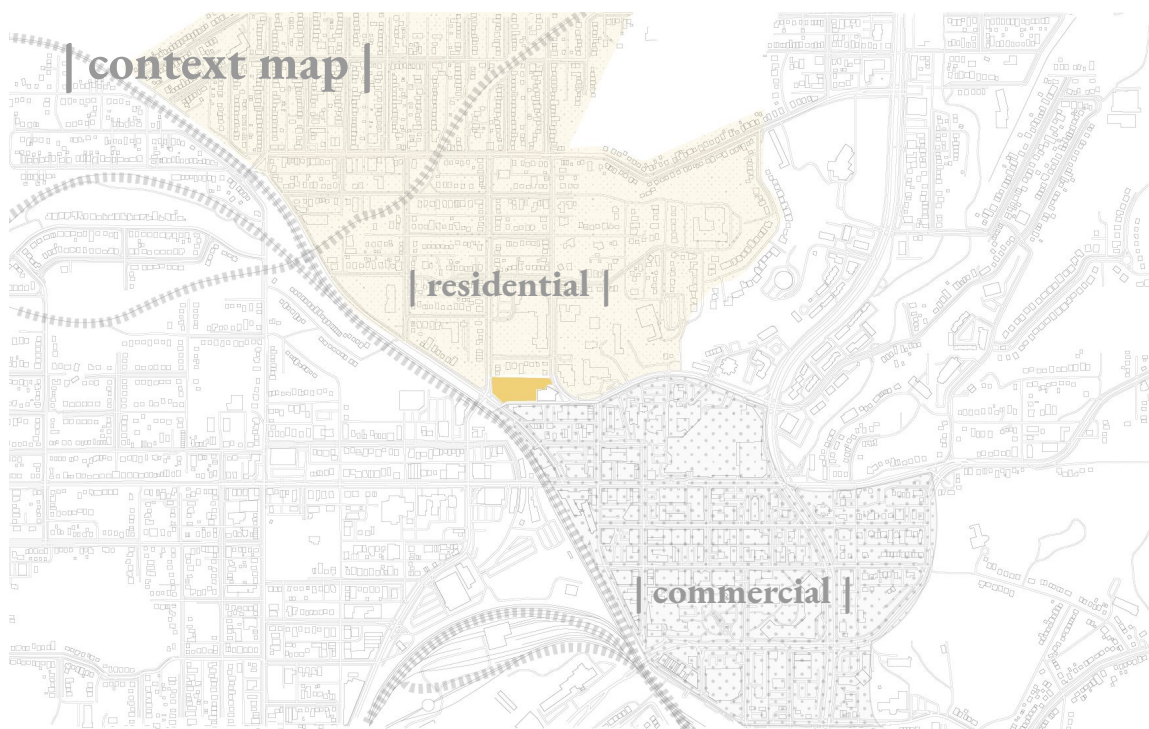 | context map |
| residential |
| commercial |